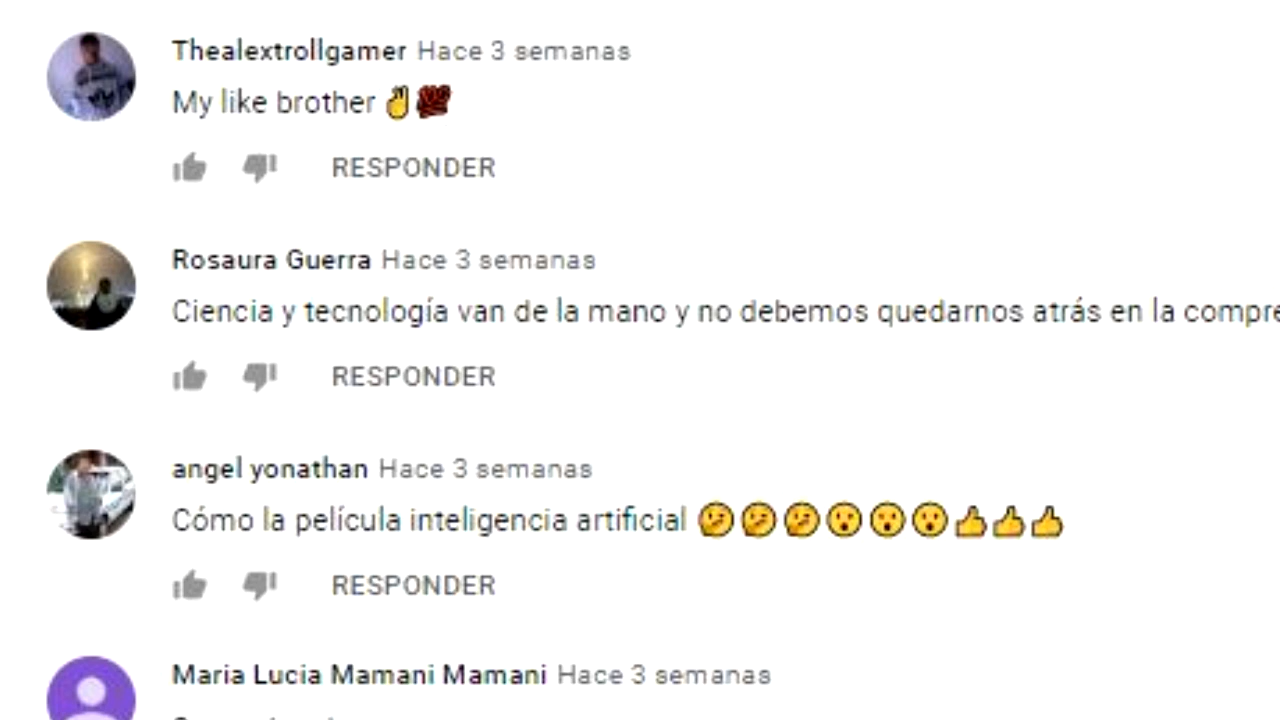 Thealextrollgamer Hace 3 semanas
My like brother ✌💯
RESPONDER
Rosaura Guerra Hace 3 semanas
Ciencia y tecnología van de la mano y no debemos quedarnos atrás en la
RESPONDER
angel yonathan Hace 3 semanas
Cómo la película inteligencia artificial 🤔🤔🤔😮😮😮👍👍👍
RESPONDER
Maria Lucia Mamani Mamani Hace 3 semanas